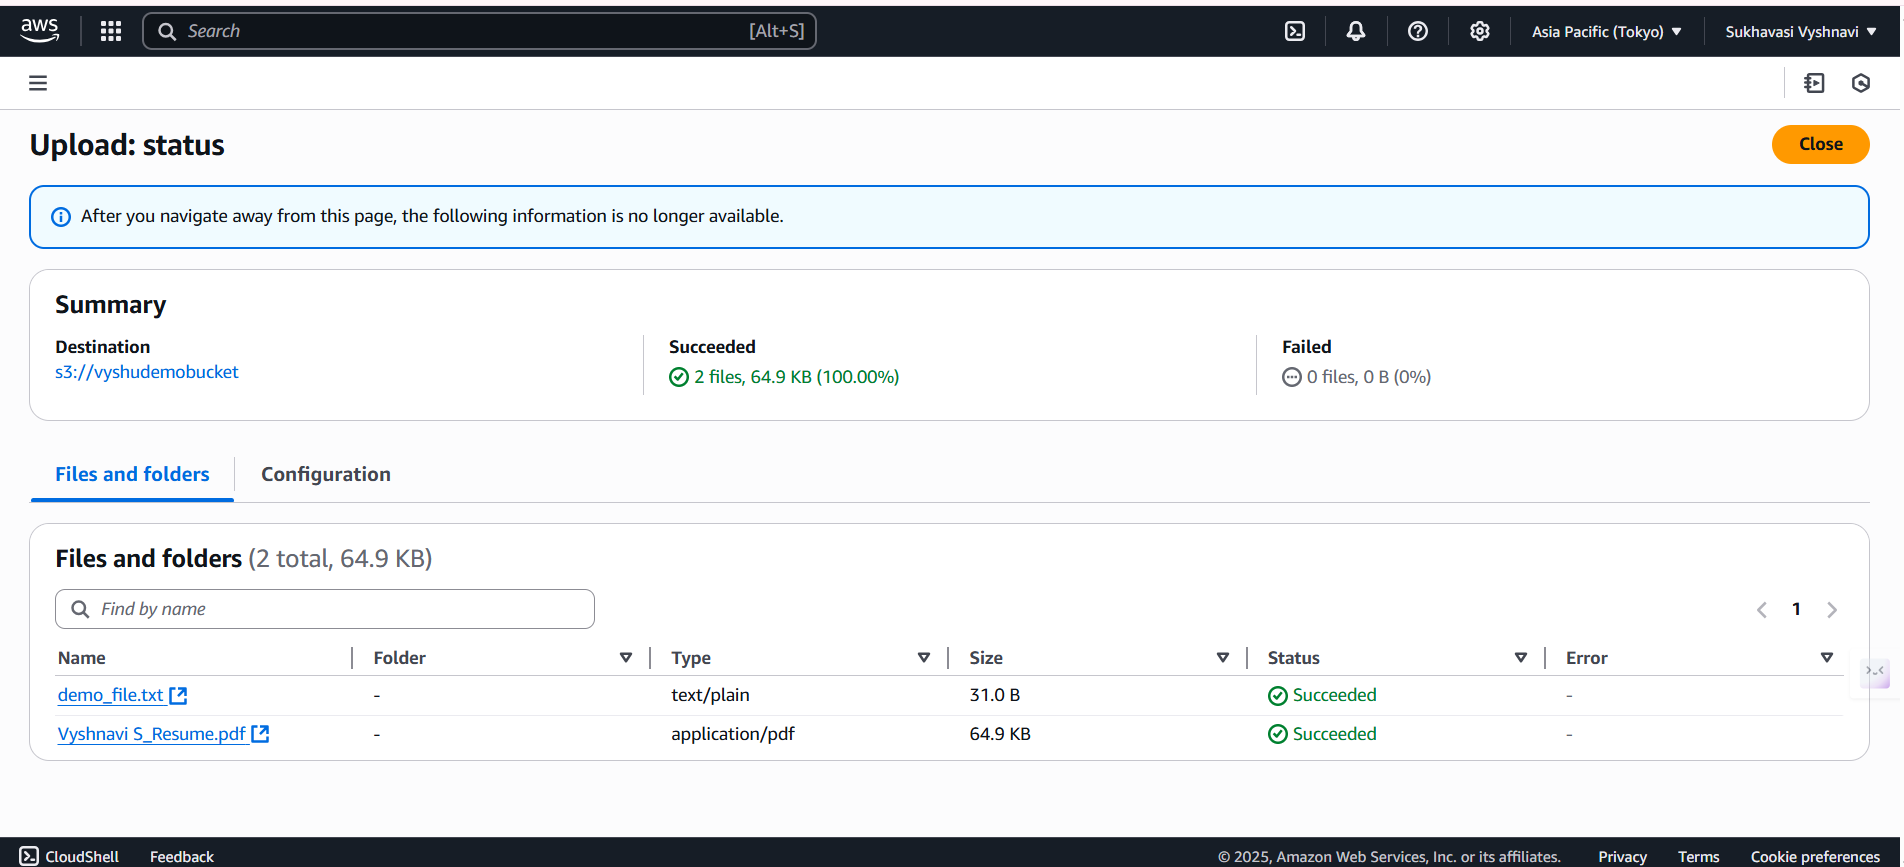 aws Search [Alt+S] Asia Pacific (Tokyo) Sukhavasi Vyshnavi
Upload: status
Close
After you navigate away from this page, the following information is no longer available.
Summary
Destination
s3://vyshudemobucket
Succeeded
2 files, 64.9 KB (100.00%)
Failed
0 files, 0 B (0%)
Files and folders Configuration
Files and folders (2 total, 64.9 KB)
Find by name
1
Name Folder Type Size Status Error
demo_file.txt - text/plain 31.0 B Succeeded -
Vyshnavi S_Resume.pdf - application/pdf 64.9 KB Succeeded -
CloudShell Feedback © 2025, Amazon Web Services, Inc. or its affiliates. Privacy Terms Cookie preferences